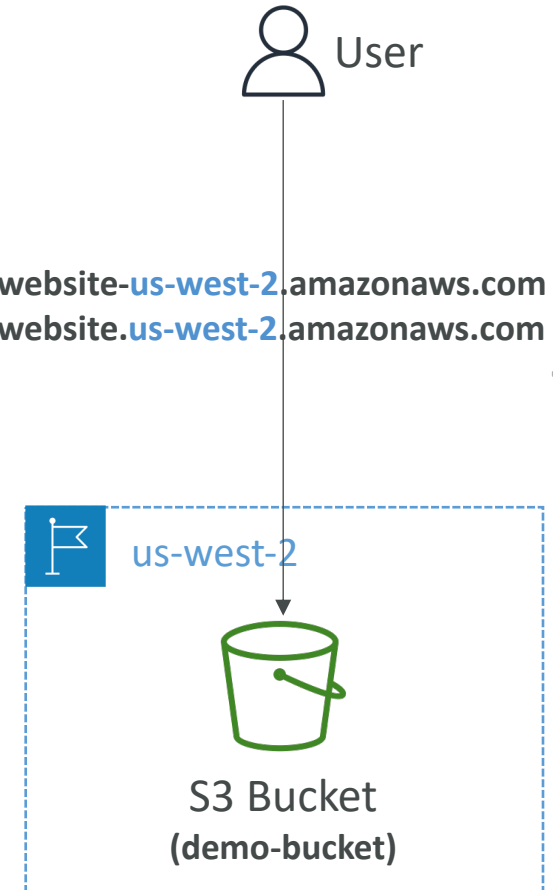 User
website-us-west-2.amazonaws.com
website.us-west-2.amazonaws.com
us-west-2
S3 Bucket
(demo-bucket)